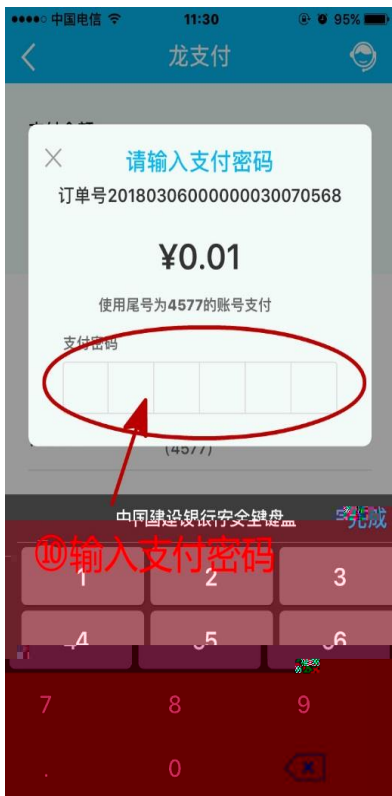 中国电信 11:30 95%
龙支付
请输入支付密码
订单号20180306000000030070568
¥0.01
使用尾号为4577的账号支付
支付密码
(4577)
中国建设银行安全键盘 完成
⑩输入支付密码
1 2 3
4 5 6
7 8 9
. 0